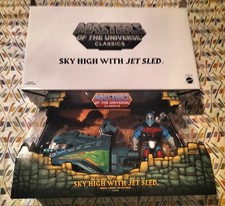 MASTERS
OF THE UNIVERSE
CLASSICS
SKY HIGH WITH JET SLED.
MASTERS
OF THE UNIVERSE
CLASSICS
SKY HIGH WITH JET SLED.